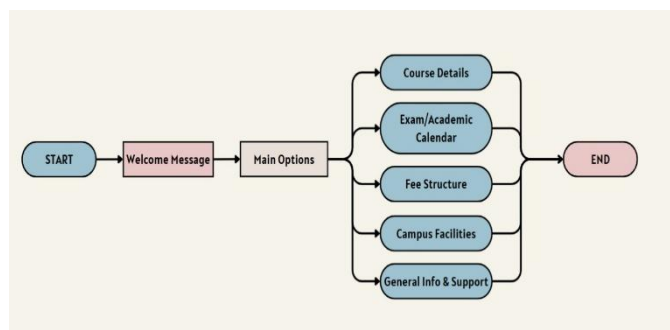 START
Welcome Message
Main Options
Course Details
Exam/Academic
Calendar
Fee Structure
Campus Facilities
General Info & Support
END